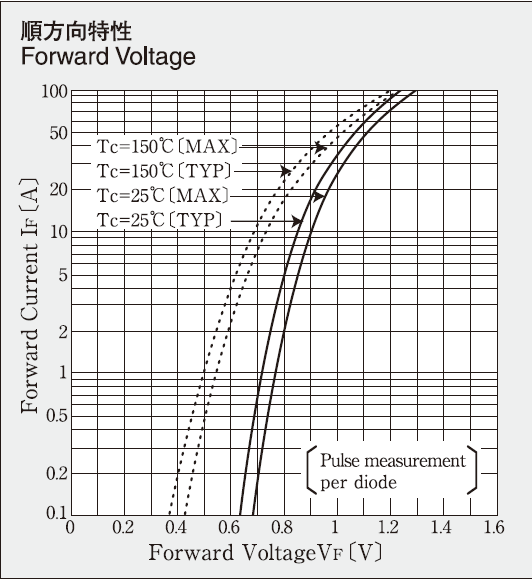 順方向特性
Forward Voltage
Forward Current IF〔A〕
100
50
20
10
5
2
1
0.5
0.2
0.1
Tc=150℃〔MAX〕
Tc=150℃〔TYP〕
Tc=25℃〔MAX〕
Tc=25℃〔TYP〕
Pulse measurement
per diode
0 0.2 0.4 0.6 0.8 1 1.2 1.4 1.6
Forward VoltageVF〔V〕